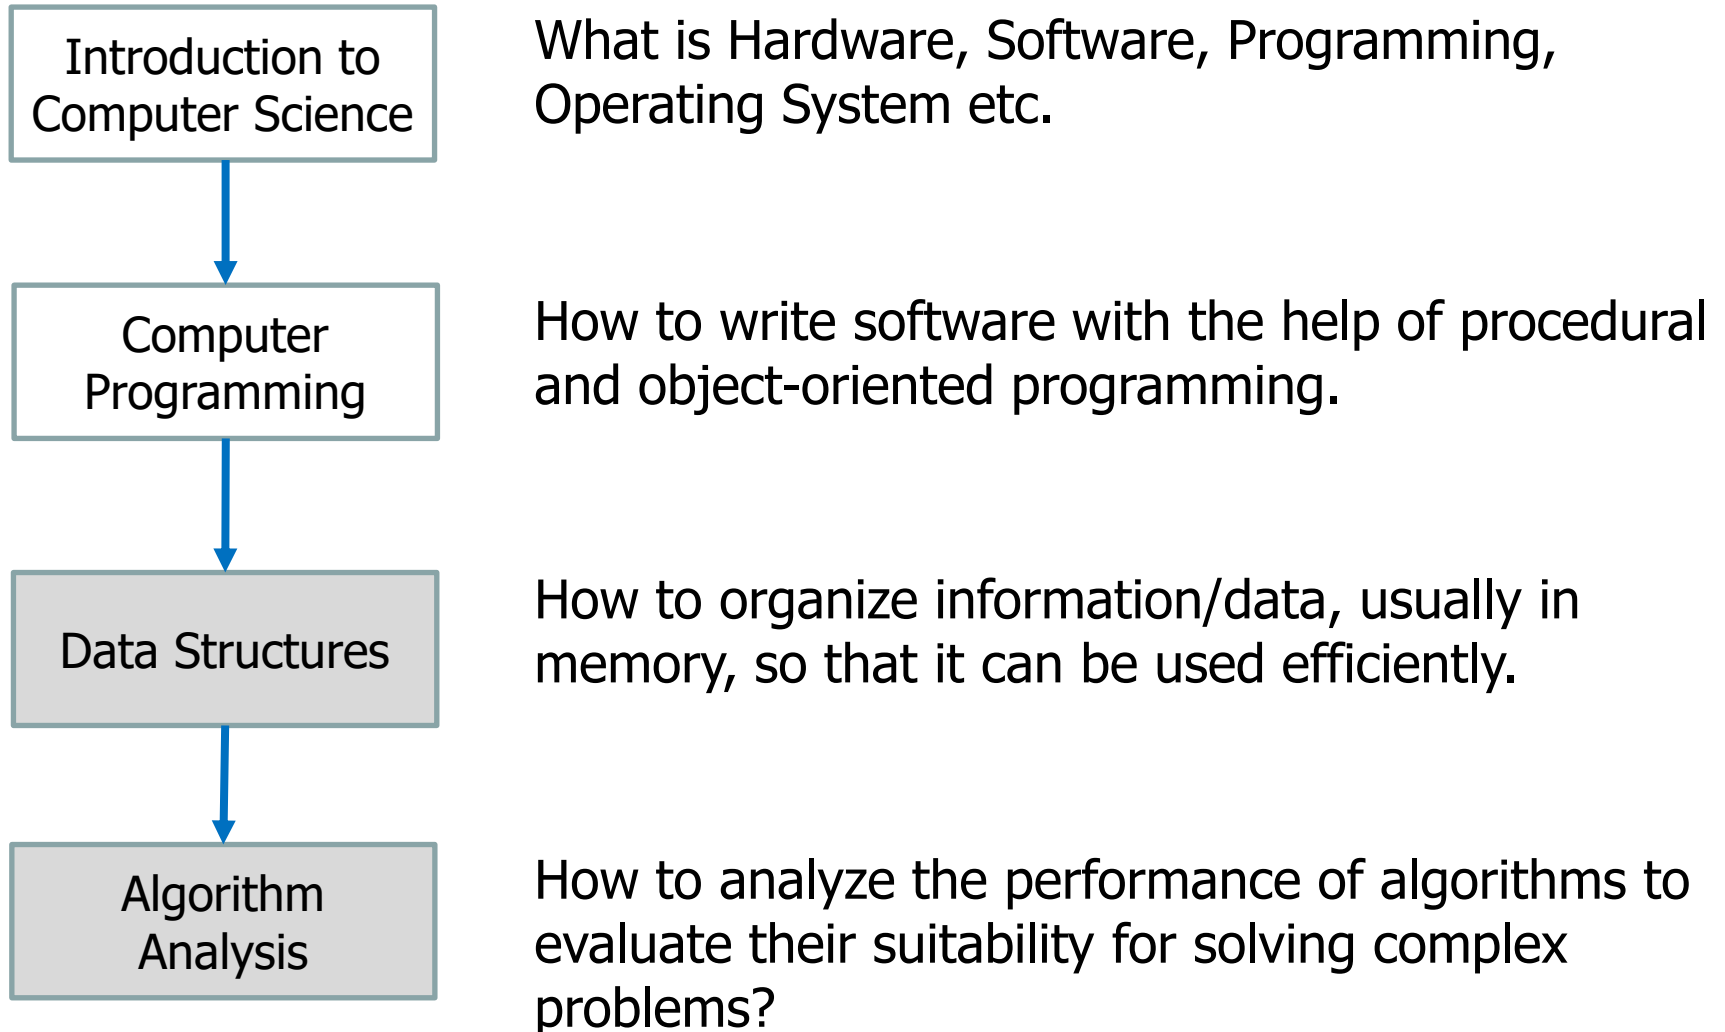 Introduction to
Computer Science
What is Hardware, Software, Programming,
Operating System etc.
Computer
Programming
How to write software with the help of procedural
and object-oriented programming.
Data Structures
How to organize information/data, usually in
memory, so that it can be used efficiently.
Algorithm
Analysis
How to analyze the performance of algorithms to
evaluate their suitability for solving complex
problems?